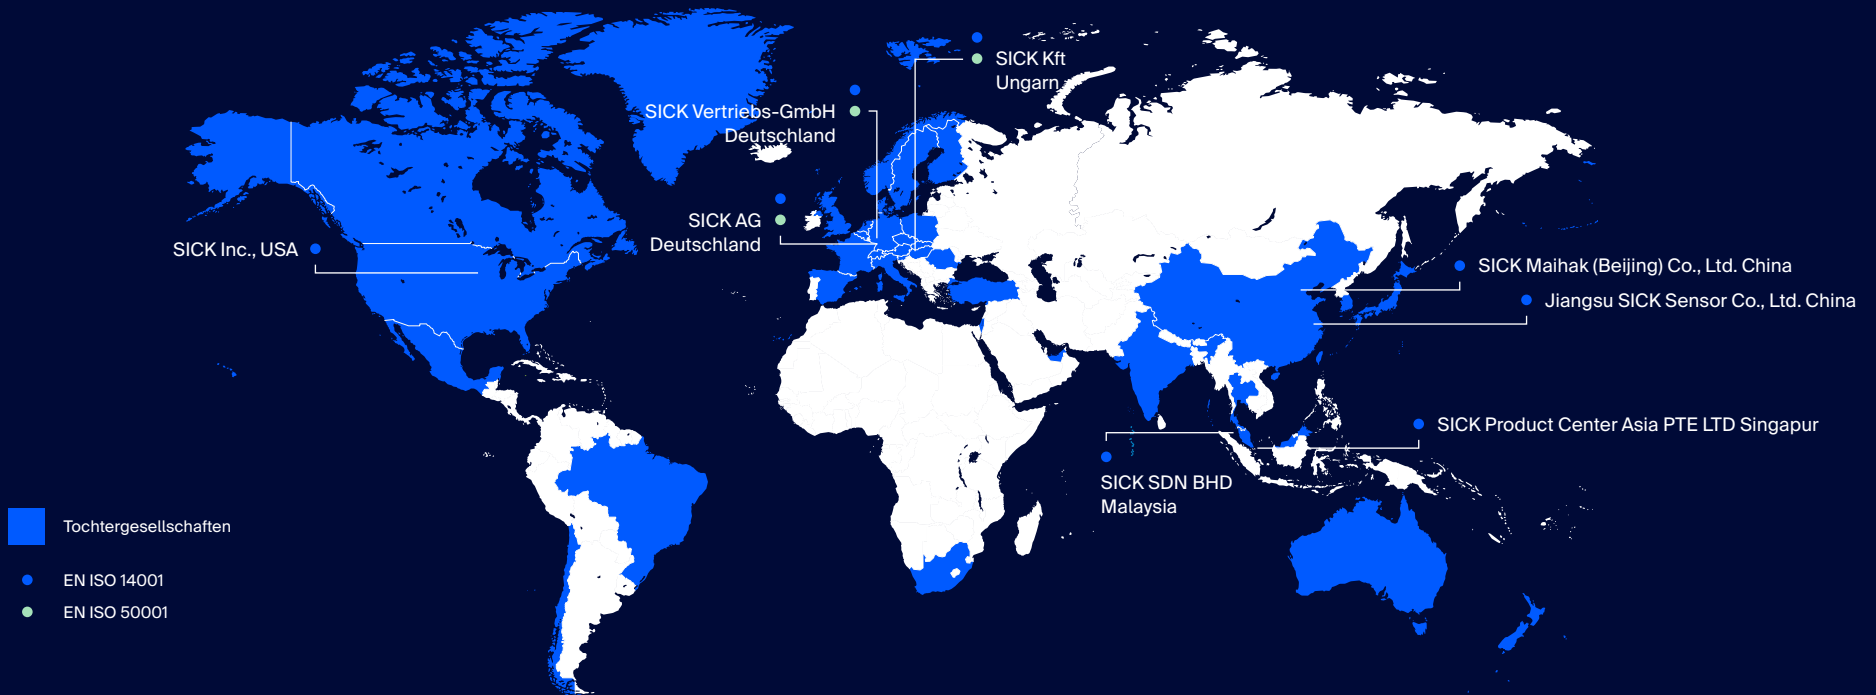 SICK Kft
Ungarn
SICK Vertriebs-GmbH
Deutschland
SICK AG
Deutschland
SICK Inc., USA
SICK Maihak (Beijing) Co., Ltd. China
Jiangsu SICK Sensor Co., Ltd. China
SICK Product Center Asia PTE LTD Singapur
SICK SDN BHD
Malaysia
Tochtergesellschaften
EN ISO 14001
EN ISO 50001